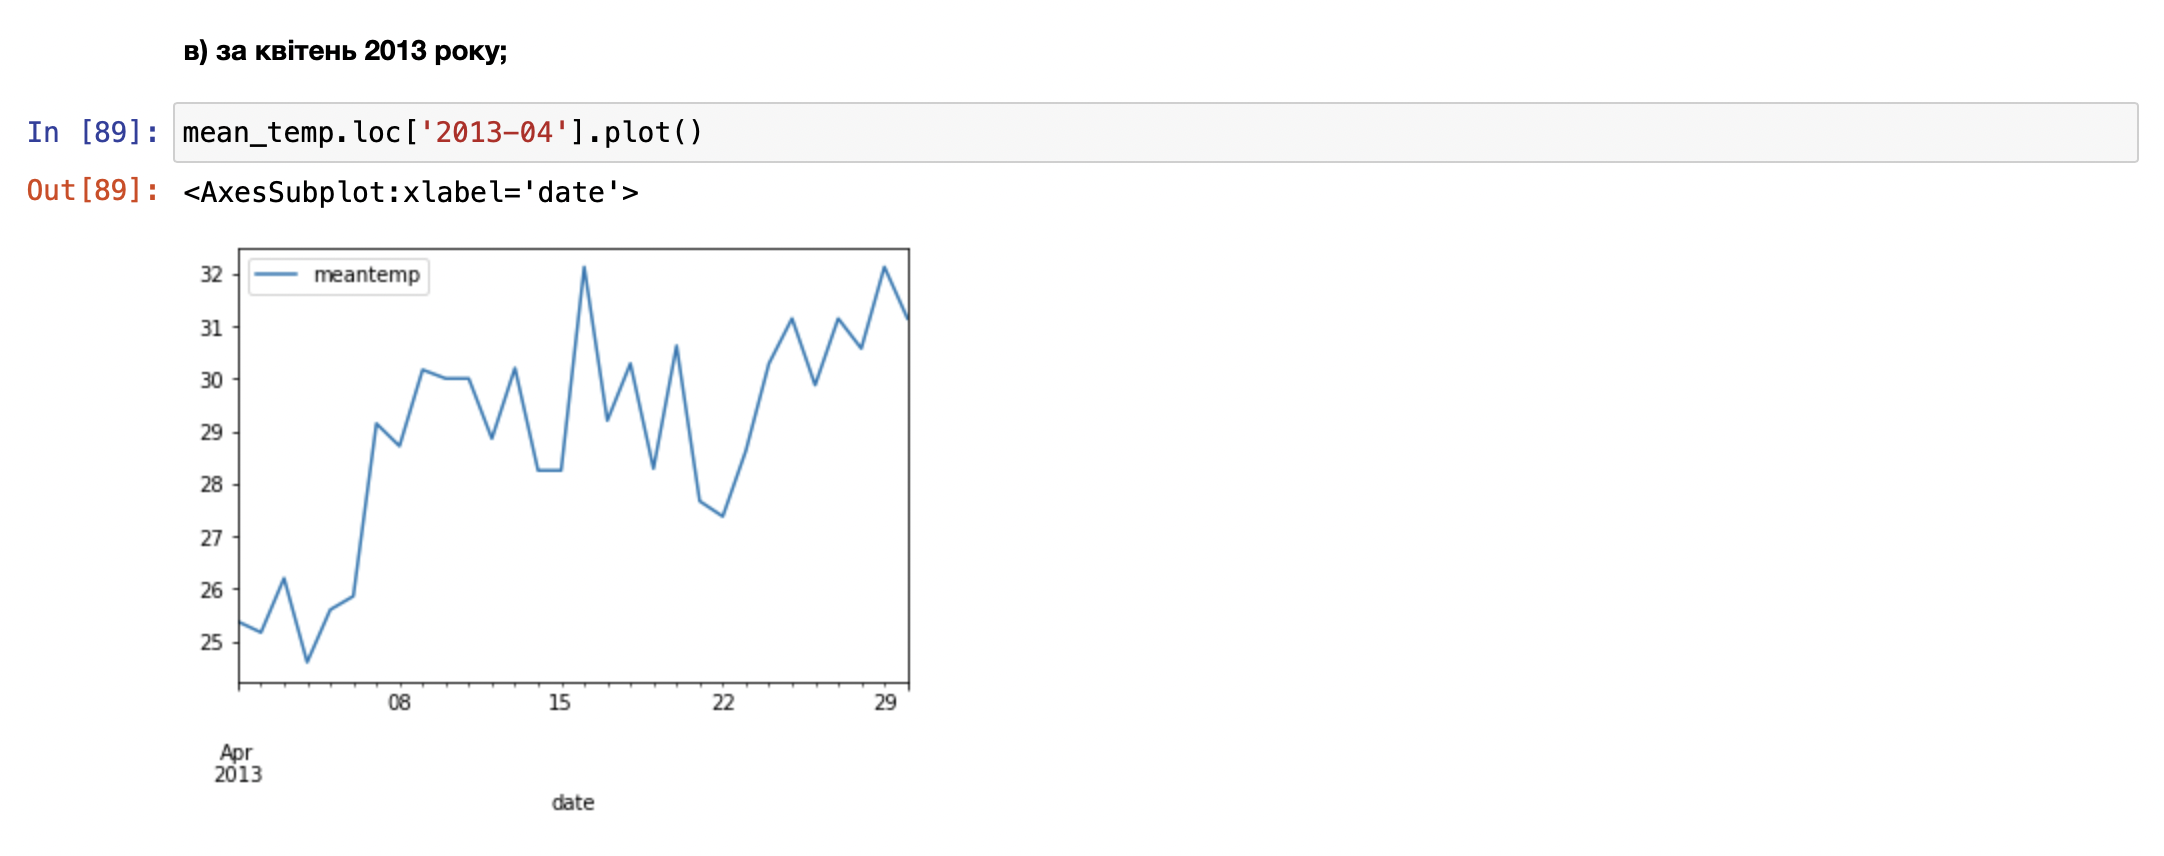 в) за квітень 2013 року;
In [89]: mean_temp.loc['2013-04'].plot()
Out[89]: <AxesSubplot:xlabel='date'>
meantemp
32
31
30
29
28
27
26
25
08 15 22 29
Apr
2013
date